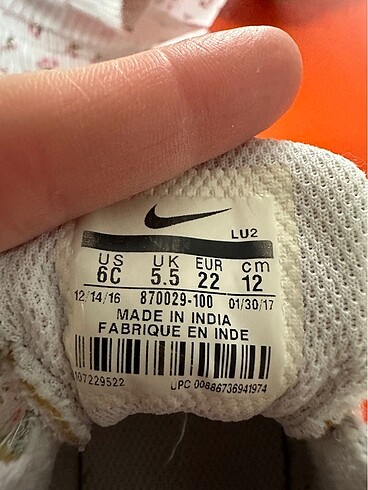 LU2
US UK EUR cm
6C 5.5 22 12
12/14/16 870029-100 01/30/17
MADE IN INDIA
FABRIQUE EN INDE
107229522 UPC 00886736941974